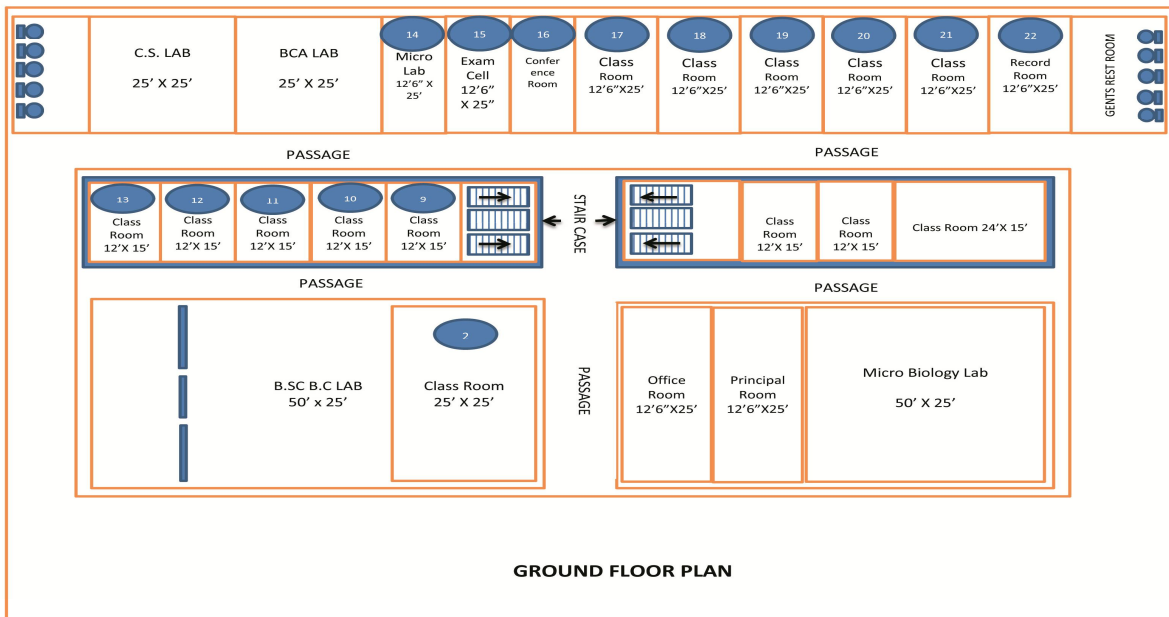 C.S. LAB
25’ X 25’
BCA LAB
25’ X 25’
14
Micro
Lab
12’6” X
25’
15
Exam
Cell
12’6”
X 25”
16
Confer
ence
Room
17
Class
Room
12’6”X25’
18
Class
Room
12’6”X25’
19
Class
Room
12’6”X25’
20
Class
Room
12’6”X25’
21
Class
Room
12’6”X25’
22
Record
Room
12’6”X25’
GENTS REST ROOM
PASSAGE
PASSAGE
13
Class
Room
12’X 15’
12
Class
Room
12’X 15’
11
Class
Room
12’X 15’
10
Class
Room
12’X 15’
9
Class
Room
12’X 15’
STAIR CASE
Class
Room
12’X 15’
Class
Room
12’X 15’
Class Room 24’X 15’
PASSAGE
PASSAGE
B.SC B.C LAB
50’ x 25’
2
Class Room
25’ X 25’
PASSAGE
Office
Room
12’6”X25’
Principal
Room
12’6”X25’
Micro Biology Lab
50’ X 25’
GROUND FLOOR PLAN